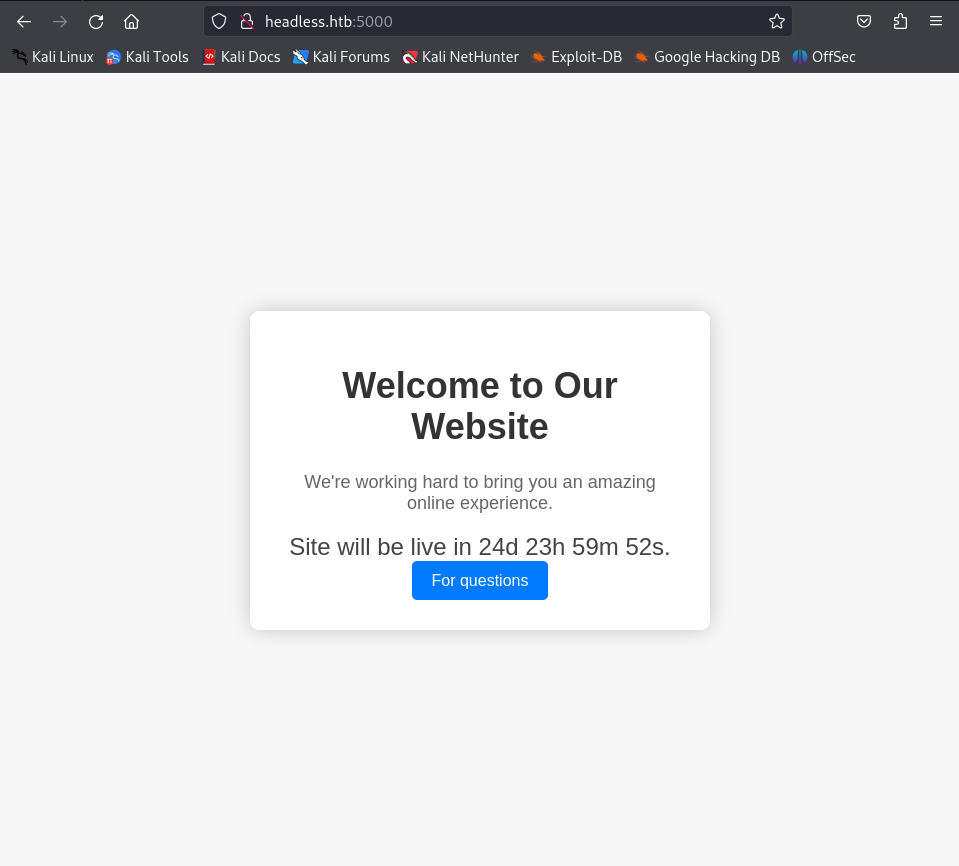 headless.htb:5000
Kali Linux Kali Tools Kali Docs Kali Forums Kali NetHunter Exploit-DB Google Hacking DB OffSec
Welcome to Our
Website
We're working hard to bring you an amazing
online experience.
Site will be live in 24d 23h 59m 52s.
For questions